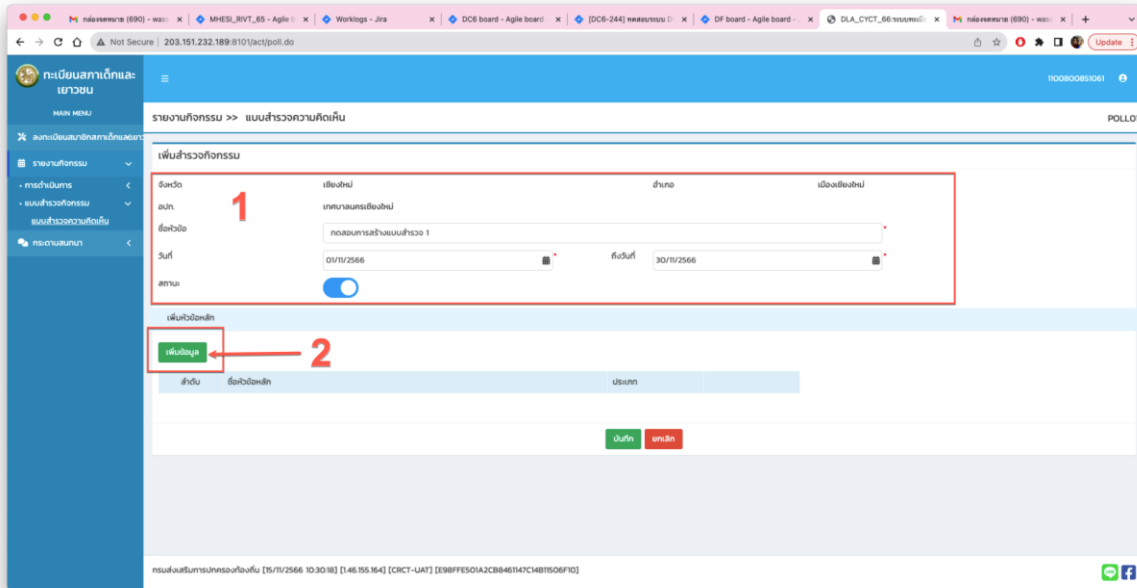 กล่องจดหมาย (690) - wass
MHESI_RIVT_65 - Agile b
Worklogs - Jira
DC6 board - Agile board
[DC6-244] ทดสอบระบบ D
DF board - Agile board -
DLA_CYCT_66:ระบบทะเบี
กล่องจดหมาย (690) - wass
Not Secure 203.151.232.189:8101/act/poll.do
Update
ทะเบียนสภาเด็กและเยาวชน
1100800851061
MAIN MENU
รายงานกิจกรรม >> แบบสำรวจความคิดเห็น
POLL01
ลงทะเบียนสมาชิกสภาเด็กและเยาว
รายงานกิจกรรม
• การดำเนินการ
• แบบสำรวจกิจกรรม
แบบสำรวจความคิดเห็น
กระดานสนทนา
เพิ่มสำรวจกิจกรรม
จังหวัด เชียงใหม่ อำเภอ เมืองเชียงใหม่
1
อปท. เทศบาลนครเชียงใหม่
ชื่อหัวข้อ ทดสอบการสร้างแบบสำรวจ 1 *
วันที่ 01/11/2566 * ถึงวันที่ 30/11/2566 *
สถานะ
เพิ่มหัวข้อหลัก
เพิ่มข้อมูล 2
ลำดับ ชื่อหัวข้อหลัก ประเภท
บันทึก ยกเลิก
กรมส่งเสริมการปกครองท้องถิ่น [15/11/2566 10:30:18] [1.46.155.164] [CRCT-UAT] [E98FFE501A2CB8461147C14B11506F10]